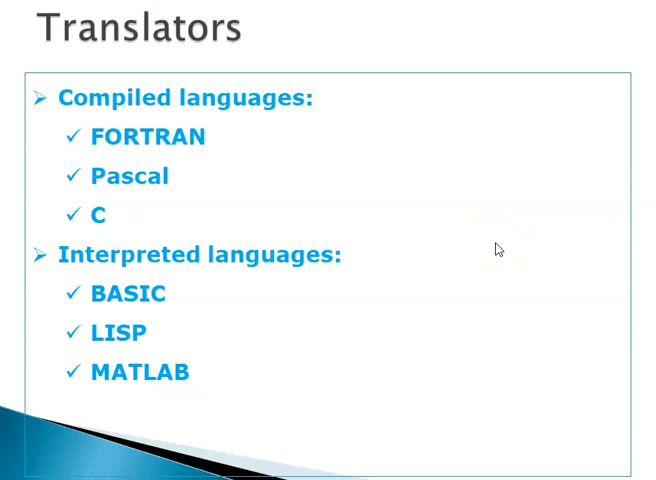 Translators
Compiled languages:
FORTRAN
Pascal
C
Interpreted languages:
BASIC
LISP
MATLAB